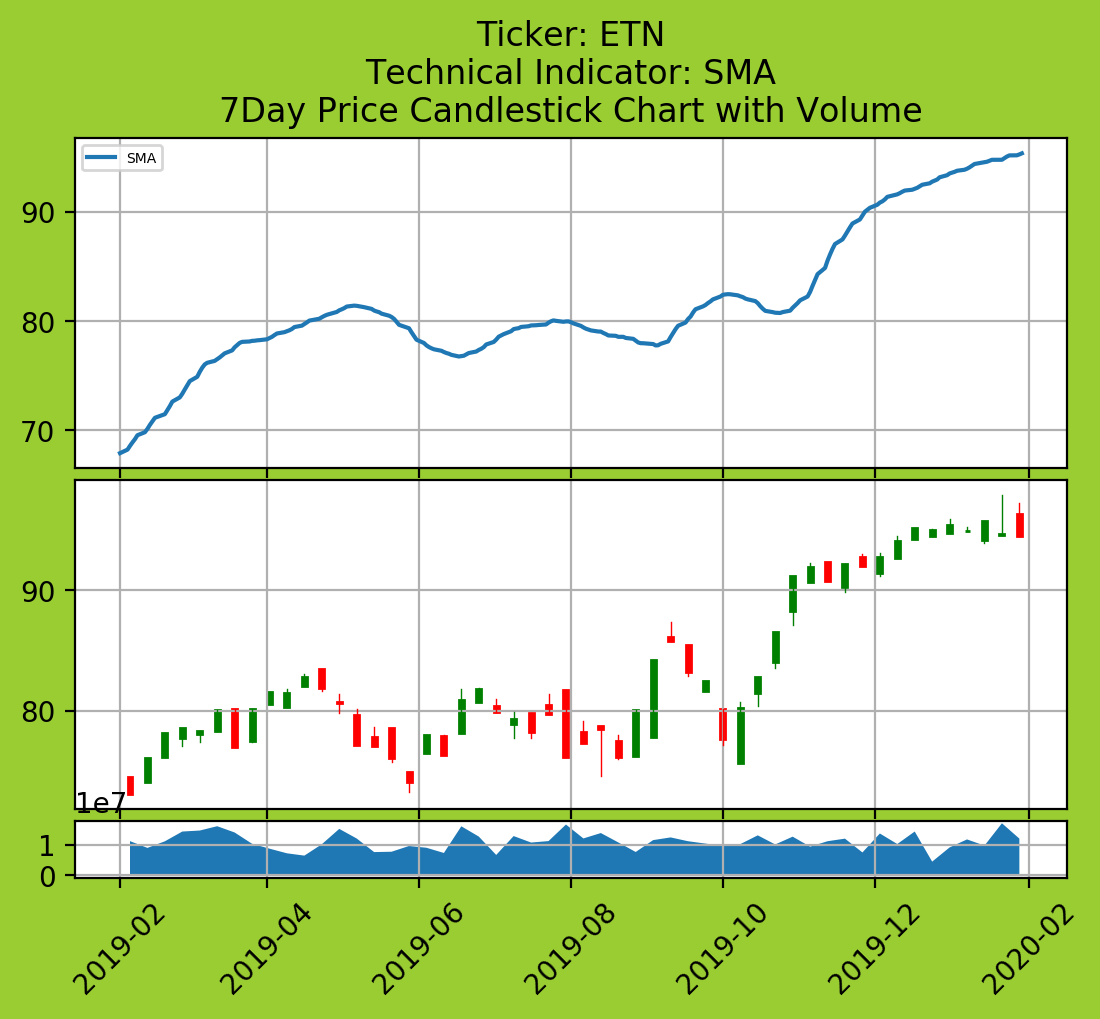 Ticker: ETN
Technical Indicator: SMA
7Day Price Candlestick Chart with Volume
SMA
90
80
70
90
80
1e7
1
0
2019-02
2019-04
2019-06
2019-08
2019-10
2019-12
2020-02